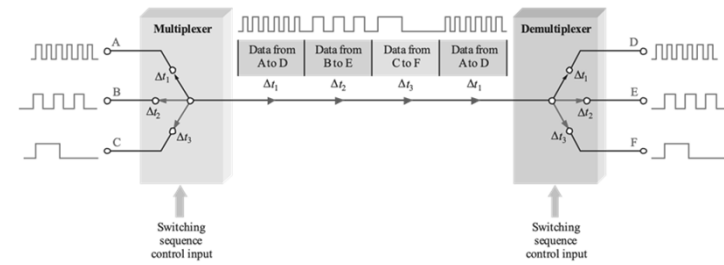 Multiplexer
A
Δt1
B
Δt2
C
Δt3
Data from
A to D
Data from
B to E
Data from
C to F
Data from
A to D
Δt1
Δt2
Δt3
Δt1
Demultiplexer
D
Δt1
E
Δt2
F
Δt3
Switching
sequence
control input
Switching
sequence
control input